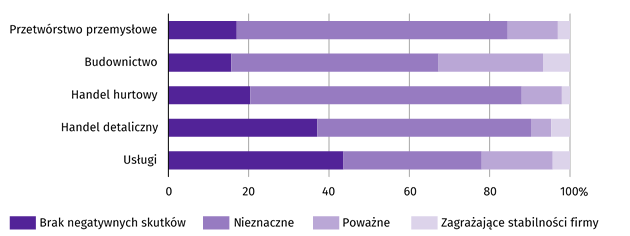 Przetwórstwo przemysłowe
Budownictwo
Handel hurtowy
Handel detaliczny
Usługi
0 20 40 60 80 100%
Brak negatywnych skutków Nieznaczne Poważne Zagrażające stabilności firmy